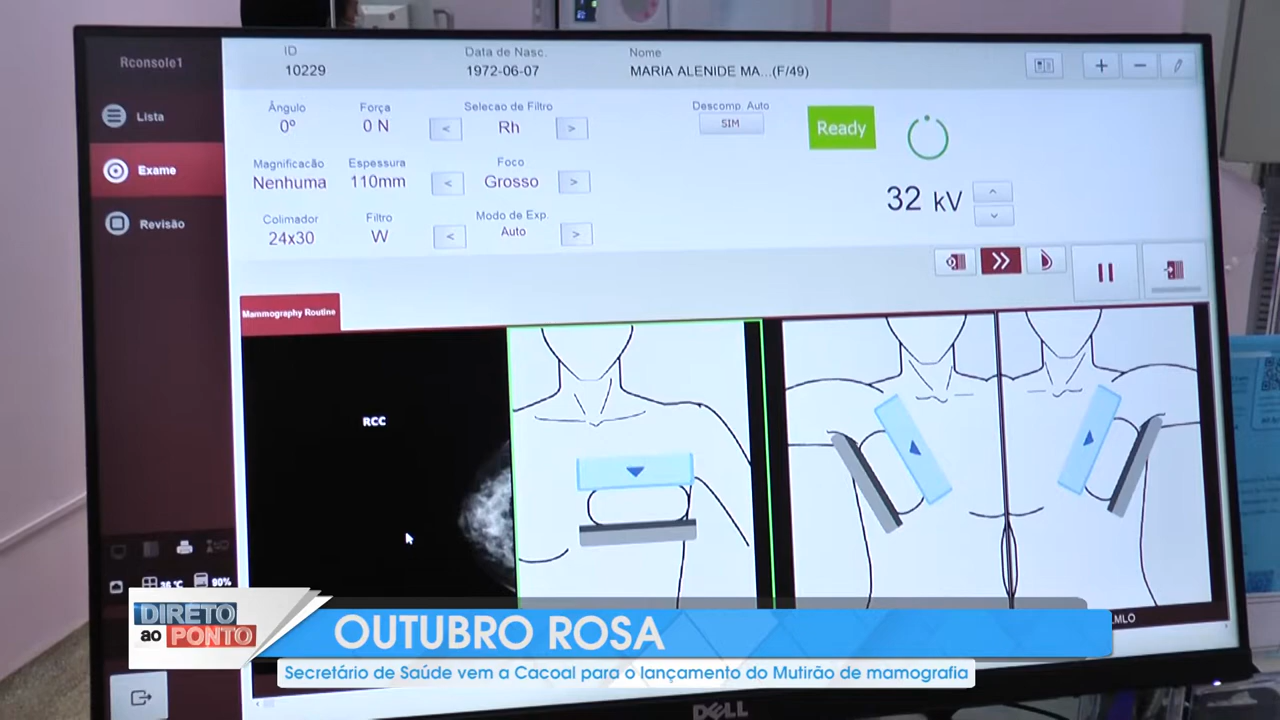 Rconsole1
ID
10229
Data de Nasc.
1972-06-07
Nome
MARIA ALENIDE MA...(F/49)
Lista
Exame
Revisão
Ângulo
0º
Força
0 N
Selecao de Filtro
< Rh >
Descomp. Auto
SIM
Ready
Magnificacão
Nenhuma
Espessura
110mm
Foco
< Grosso >
32 kV
Colimador
24x30
Filtro
W
Modo de Exp.
< Auto >
Mammography Routine
RCC
36 °C
90%
LMLO
DIRETO
ao PONTO
OUTUBRO ROSA
Secretário de Saúde vem a Cacoal para o lançamento do Mutirão de mamografia
DELL